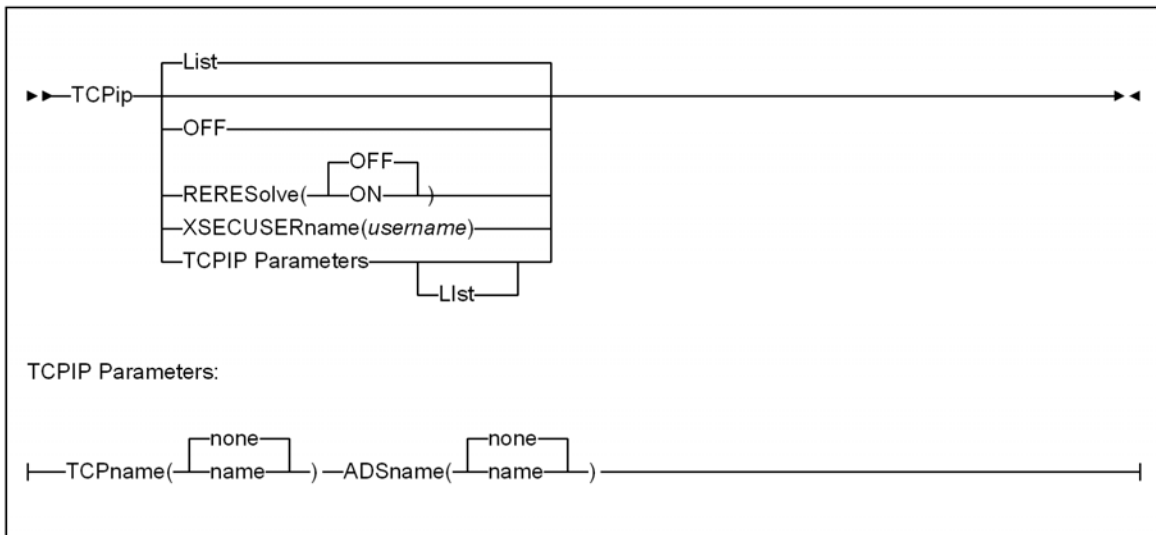 List
TCPip
OFF
OFF
RERESolve( ON )
XSECUSERname(username)
TCPIP Parameters
LIst
TCPIP Parameters:
none none
TCPname( name ) ADSname( name )